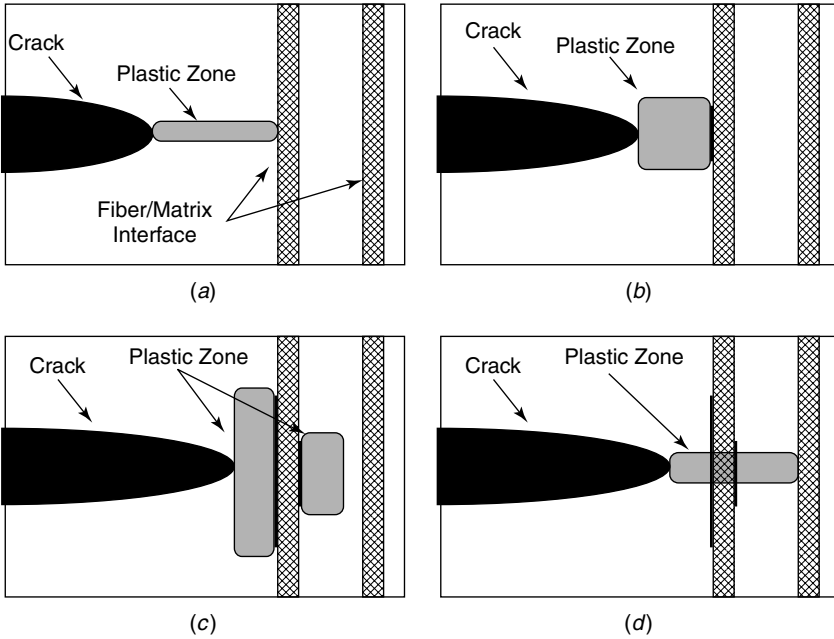 Crack
Plastic Zone
Fiber/Matrix
Interface
(a)
Crack
Plastic Zone
(b)
Crack
Plastic Zone
(c)
Crack
Plastic Zone
(d)